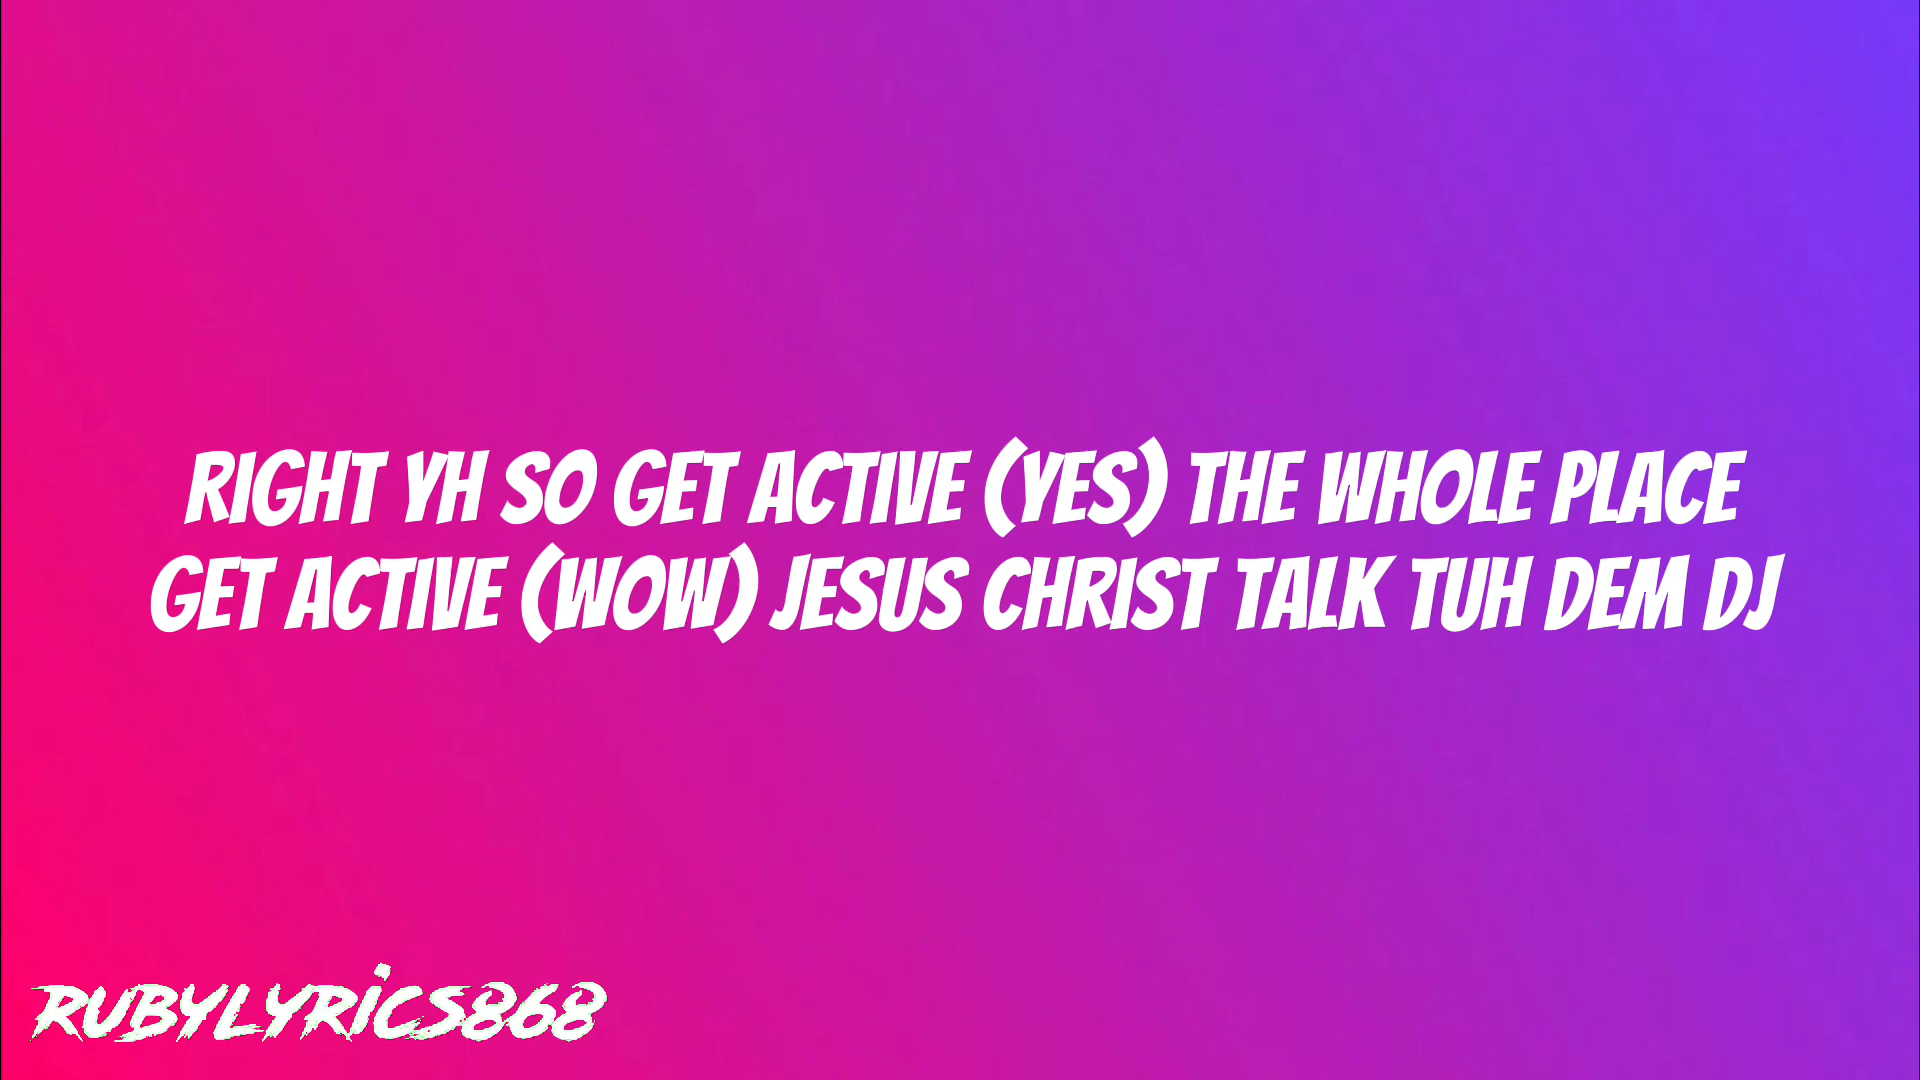 RIGHT YH SO GET ACTIVE (YES) THE WHOLE PLACE
GET ACTIVE (WOW) JESUS CHRIST TALK TUH DEM DJ
RUBYLYRICS868